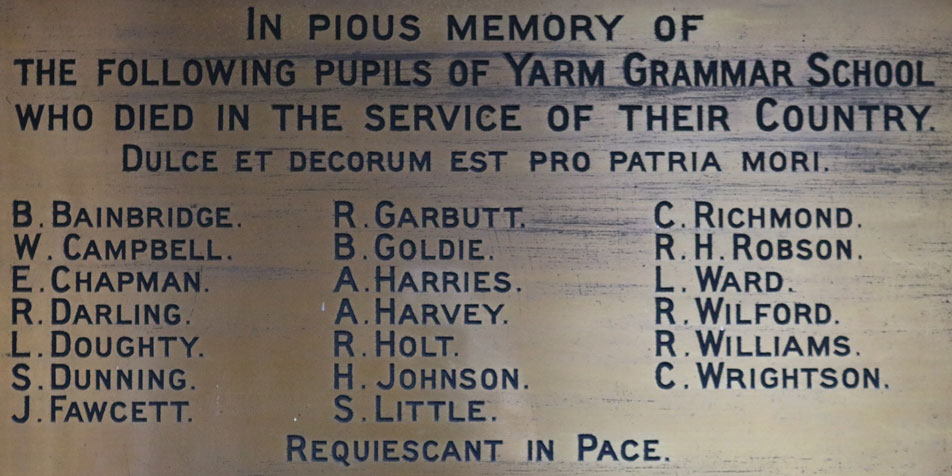 IN PIOUS MEMORY OF
THE FOLLOWING PUPILS OF YARM GRAMMAR SCHOOL
WHO DIED IN THE SERVICE OF THEIR COUNTRY.
DULCE ET DECORUM EST PRO PATRIA MORI.
B. BAINBRIDGE.
W. CAMPBELL.
E. CHAPMAN.
R. DARLING.
L. DOUGHTY.
S. DUNNING.
J. FAWCETT.
R. GARBUTT.
B. GOLDIE.
A. HARRIES.
A. HARVEY.
R. HOLT.
H. JOHNSON.
S. LITTLE.
C. RICHMOND.
R. H. ROBSON.
L. WARD.
R. WILFORD.
R. WILLIAMS.
C. WRIGHTSON.
REQUIESCANT IN PACE.